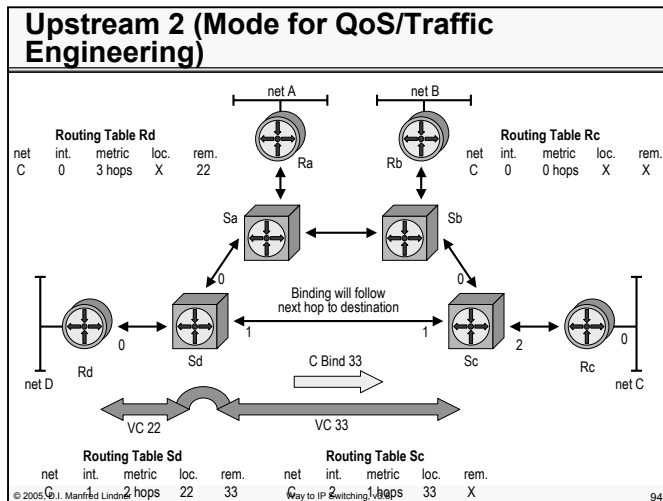 Upstream 2 (Mode for QoS/Traffic
Engineering)
net A
net B
Routing Table Rd
net int. metric loc. rem.
C 0 3 hops X 22
Ra
Rb
Routing Table Rc
net int. metric loc. rem.
C 0 0 hops X X
Sa
Sb
0
0
Binding will follow
next hop to destination
0
1
1
2
0
Rd
Sd
Sc
Rc
net D
net C
C Bind 33
VC 22
VC 33
Routing Table Sd
net int. metric loc. rem.
C 1 2 hops 22 33
Routing Table Sc
net int. metric loc. rem.
C 2 1 hops 33 X
© 2005, D.I. Manfred Lindner
Way to IP Switching,
94